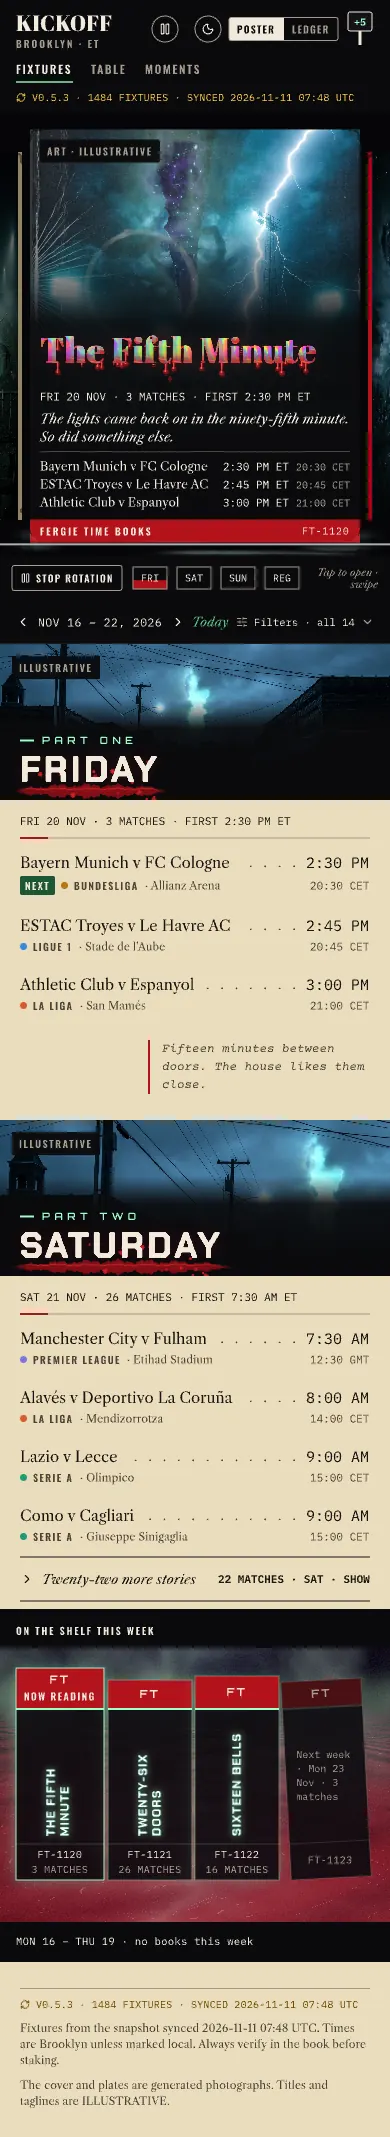 KICKOFF
BROOKLYN · ET
POSTER LEDGER
+5
FIXTURES TABLE MOMENTS
V0.5.3 · 1484 FIXTURES · SYNCED 2026-11-11 07:48 UTC
ART · ILLUSTRATIVE
The Fifth Minute
FRI 20 NOV · 3 MATCHES · FIRST 2:30 PM ET
The lights came back on in the ninety-fifth minute.
So did something else.
Bayern Munich v FC Cologne 2:30 PM ET 20:30 CET
ESTAC Troyes v Le Havre AC 2:45 PM ET 20:45 CET
Athletic Club v Espanyol 3:00 PM ET 21:00 CET
FERGIE TIME BOOKS FT-1120
STOP ROTATION FRI SAT SUN REG Tap to open ·
swipe
NOV 16 – 22, 2026 Today Filters · all 14
ILLUSTRATIVE
PART ONE
FRIDAY
FRI 20 NOV · 3 MATCHES · FIRST 2:30 PM ET
Bayern Munich v FC Cologne . . . . 2:30 PM
NEXT BUNDESLIGA · Allianz Arena 20:30 CET
ESTAC Troyes v Le Havre AC . . . . 2:45 PM
LIGUE 1 · Stade de l'Aube 20:45 CET
Athletic Club v Espanyol . . . . . . . 3:00 PM
LA LIGA · San Mamés 21:00 CET
Fifteen minutes between
doors. The house likes them
close.
ILLUSTRATIVE
PART TWO
SATURDAY
SAT 21 NOV · 26 MATCHES · FIRST 7:30 AM ET
Manchester City v Fulham . . . . . . 7:30 AM
PREMIER LEAGUE · Etihad Stadium 12:30 GMT
Alavés v Deportivo La Coruña . . . . 8:00 AM
LA LIGA · Mendizorrotza 14:00 CET
Lazio v Lecce . . . . . . . . . . . 9:00 AM
SERIE A · Olimpico 15:00 CET
Como v Cagliari . . . . . . . . . . 9:00 AM
SERIE A · Giuseppe Sinigaglia 15:00 CET
Twenty-two more stories 22 MATCHES · SAT · SHOW
ON THE SHELF THIS WEEK
FT
NOW READING
THE FIFTH
MINUTE
FT-1120
3 MATCHES
FT
TWENTY-SIX
DOORS
FT-1121
26 MATCHES
FT
SIXTEEN BELLS
FT-1122
16 MATCHES
FT
Next week
· Mon 23
Nov · 3
matches
FT-1123
MON 16 – THU 19 · no books this week
V0.5.3 · 1484 FIXTURES · SYNCED 2026-11-11 07:48 UTC
Fixtures from the snapshot synced 2026-11-11 07:48 UTC. Times
are Brooklyn unless marked local. Always verify in the book before
staking.
The cover and plates are generated photographs. Titles and
taglines are ILLUSTRATIVE.